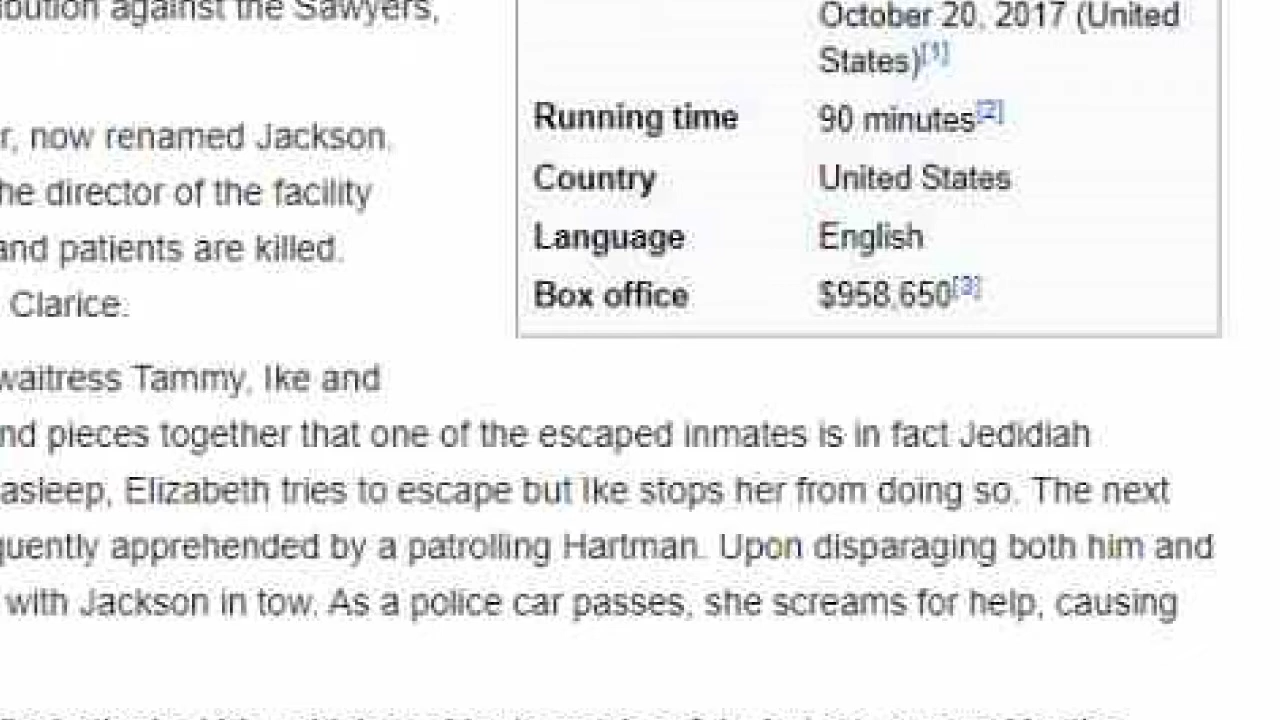 ibution against the Sawyers,
r, now renamed Jackson.
he director of the facility
and patients are killed.
Clarice.
October 20, 2017 (United
States)[1]
Running time 90 minutes[2]
Country United States
Language English
Box office $958,650[3]
waitress Tammy, Ike and
nd pieces together that one of the escaped inmates is in fact Jedidiah
asleep, Elizabeth tries to escape but Ike stops her from doing so. The next
quently apprehended by a patrolling Hartman. Upon disparaging both him and
with Jackson in tow. As a police car passes, she screams for help, causing